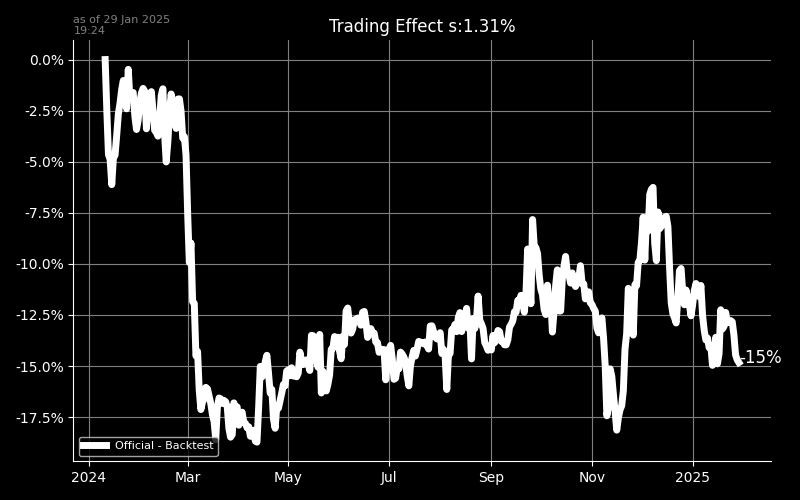 as of 29 Jan 2025
19:24
Trading Effect s:1.31%
0.0%
-2.5%
-5.0%
-7.5%
-10.0%
-12.5%
-15.0%
-17.5%
-15%
Official - Backtest
2024
Mar
May
Jul
Sep
Nov
2025